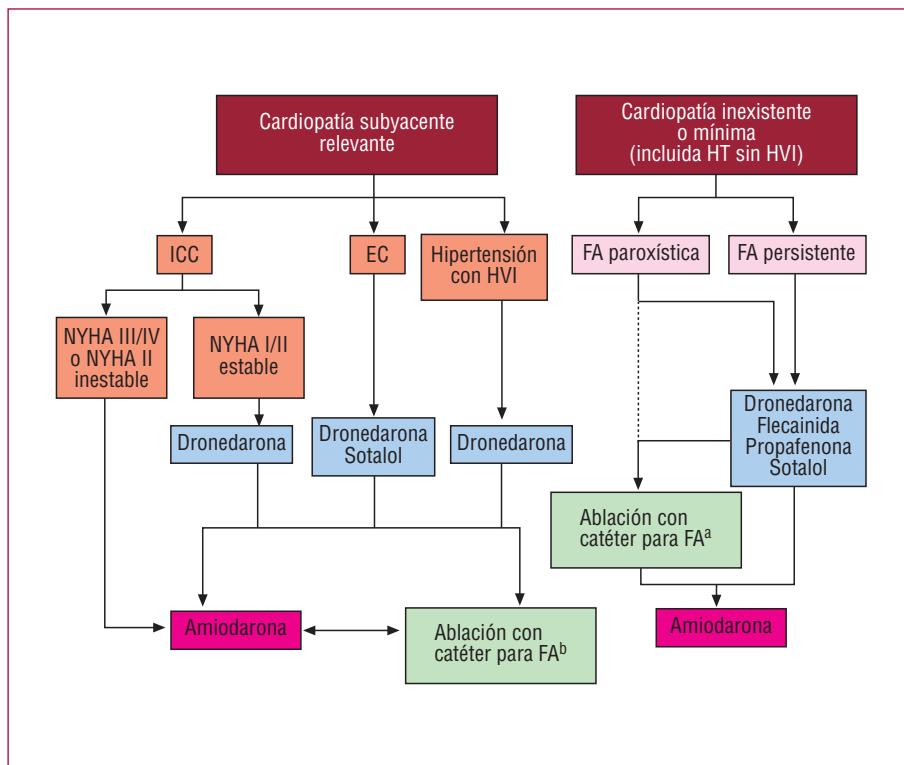 Cardiopatía subyacente
relevante
Cardiopatía inexistente
o mínima
(incluida HT sin HVI)
ICC
EC
Hipertensión
con HVI
FA paroxística
FA persistente
NYHA III/IV
o NYHA II
inestable
NYHA I/II
estable
Dronedarona
Dronedarona
Sotalol
Dronedarona
Dronedarona
Flecainida
Propafenona
Sotalol
Ablación con
catéter para FAᵃ
Amiodarona
Ablación con
catéter para FAᵇ
Amiodarona